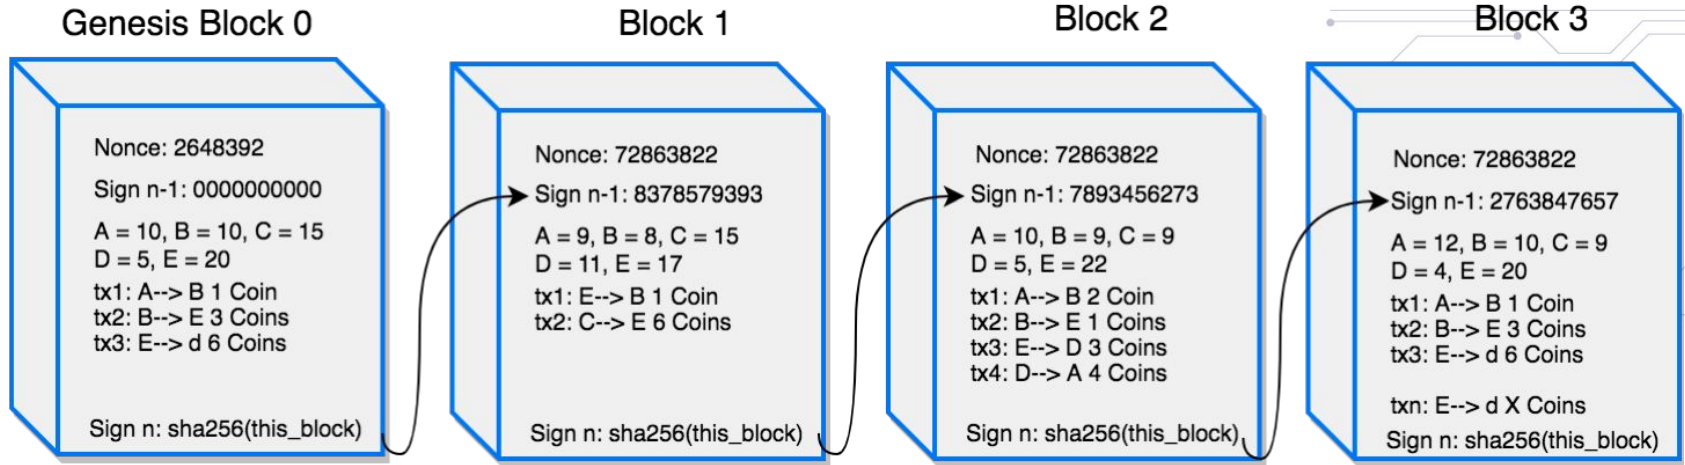 Genesis Block 0
Nonce: 2648392
Sign n-1: 0000000000
A = 10, B = 10, C = 15
D = 5, E = 20
tx1: A--> B 1 Coin
tx2: B--> E 3 Coins
tx3: E--> d 6 Coins
Sign n: sha256(this_block)
Block 1
Nonce: 72863822
Sign n-1: 8378579393
A = 9, B = 8, C = 15
D = 11, E = 17
tx1: E--> B 1 Coin
tx2: C--> E 6 Coins
Sign n: sha256(this_block)
Block 2
Nonce: 72863822
Sign n-1: 7893456273
A = 10, B = 9, C = 9
D = 5, E = 22
tx1: A--> B 2 Coin
tx2: B--> E 1 Coins
tx3: E--> D 3 Coins
tx4: D--> A 4 Coins
Sign n: sha256(this_block)
Block 3
Nonce: 72863822
Sign n-1: 2763847657
A = 12, B = 10, C = 9
D = 4, E = 20
tx1: A--> B 1 Coin
tx2: B--> E 3 Coins
tx3: E--> d 6 Coins
txn: E--> d X Coins
Sign n: sha256(this_block)